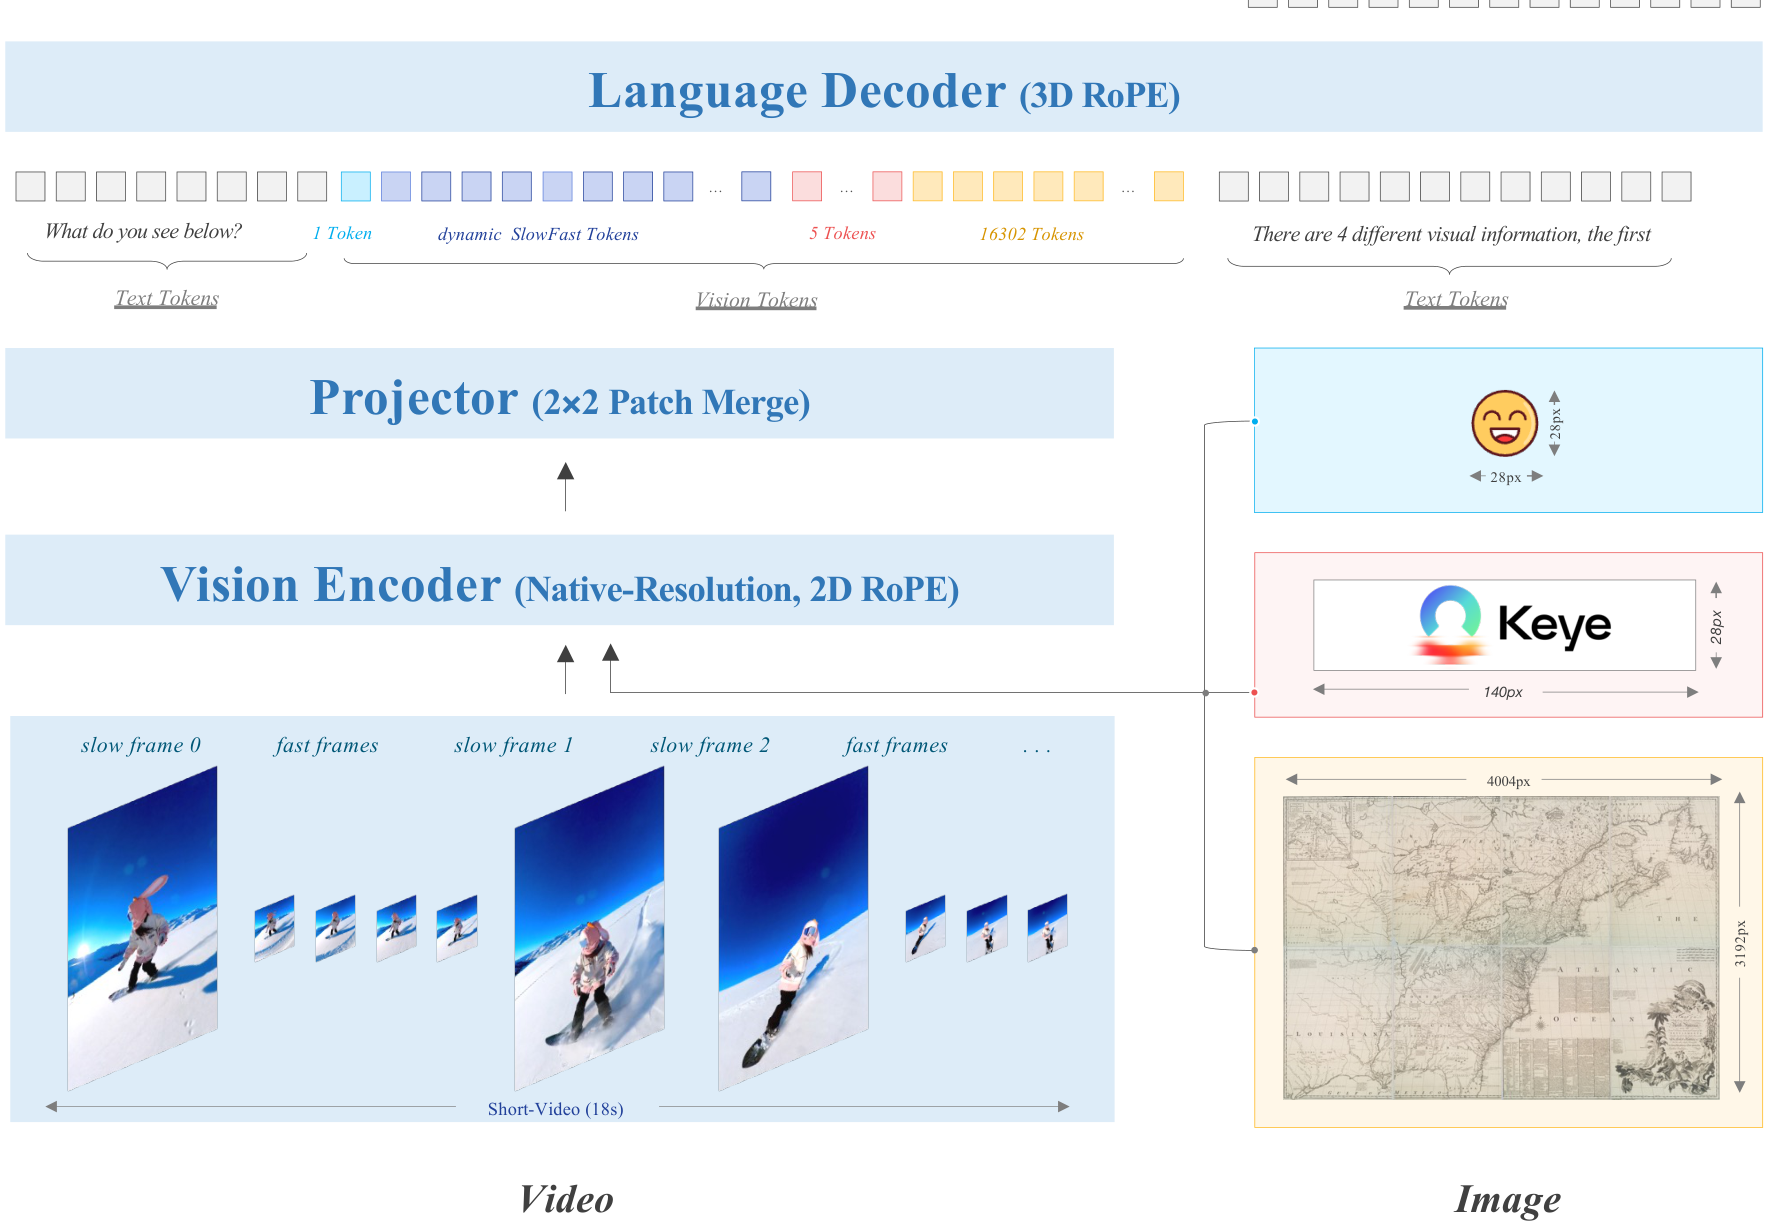 Language Decoder (3D RoPE)
... ... ...
What do you see below? 1 Token dynamic SlowFast Tokens 5 Tokens 16302 Tokens There are 4 different visual information, the first
Text Tokens Vision Tokens Text Tokens
Projector (2×2 Patch Merge)
28px
28px
Vision Encoder (Native-Resolution, 2D RoPE)
Keye
28px
140px
slow frame 0 fast frames slow frame 1 slow frame 2 fast frames . . .
4004px
3192px
THE
ATLANTIC
OCEAN
Short-Video (18s)
Video Image